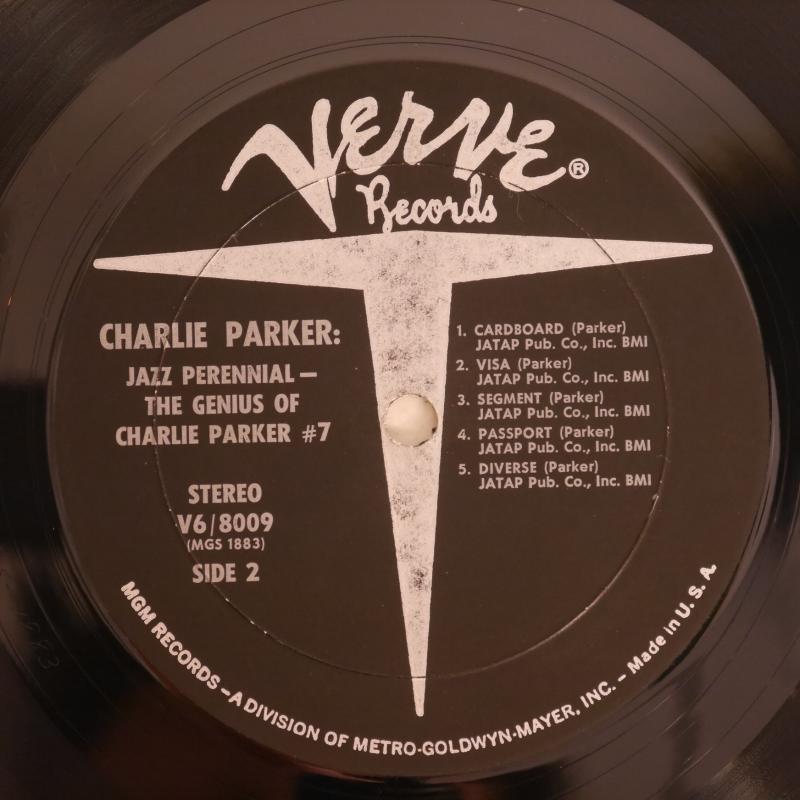 Verve®
Records
CHARLIE PARKER:
JAZZ PERENNIAL—
THE GENIUS OF
CHARLIE PARKER #7
STEREO
V6/8009
(MGS 1883)
SIDE 2
1. CARDBOARD (Parker)
JATAP Pub. Co., Inc. BMI
2. VISA (Parker)
JATAP Pub. Co., Inc. BMI
3. SEGMENT (Parker)
JATAP Pub. Co., Inc. BMI
4. PASSPORT (Parker)
JATAP Pub. Co., Inc. BMI
5. DIVERSE (Parker)
JATAP Pub. Co., Inc. BMI
MGM RECORDS – A DIVISION OF METRO-GOLDWYN-MAYER, INC. – Made in U. S. A.